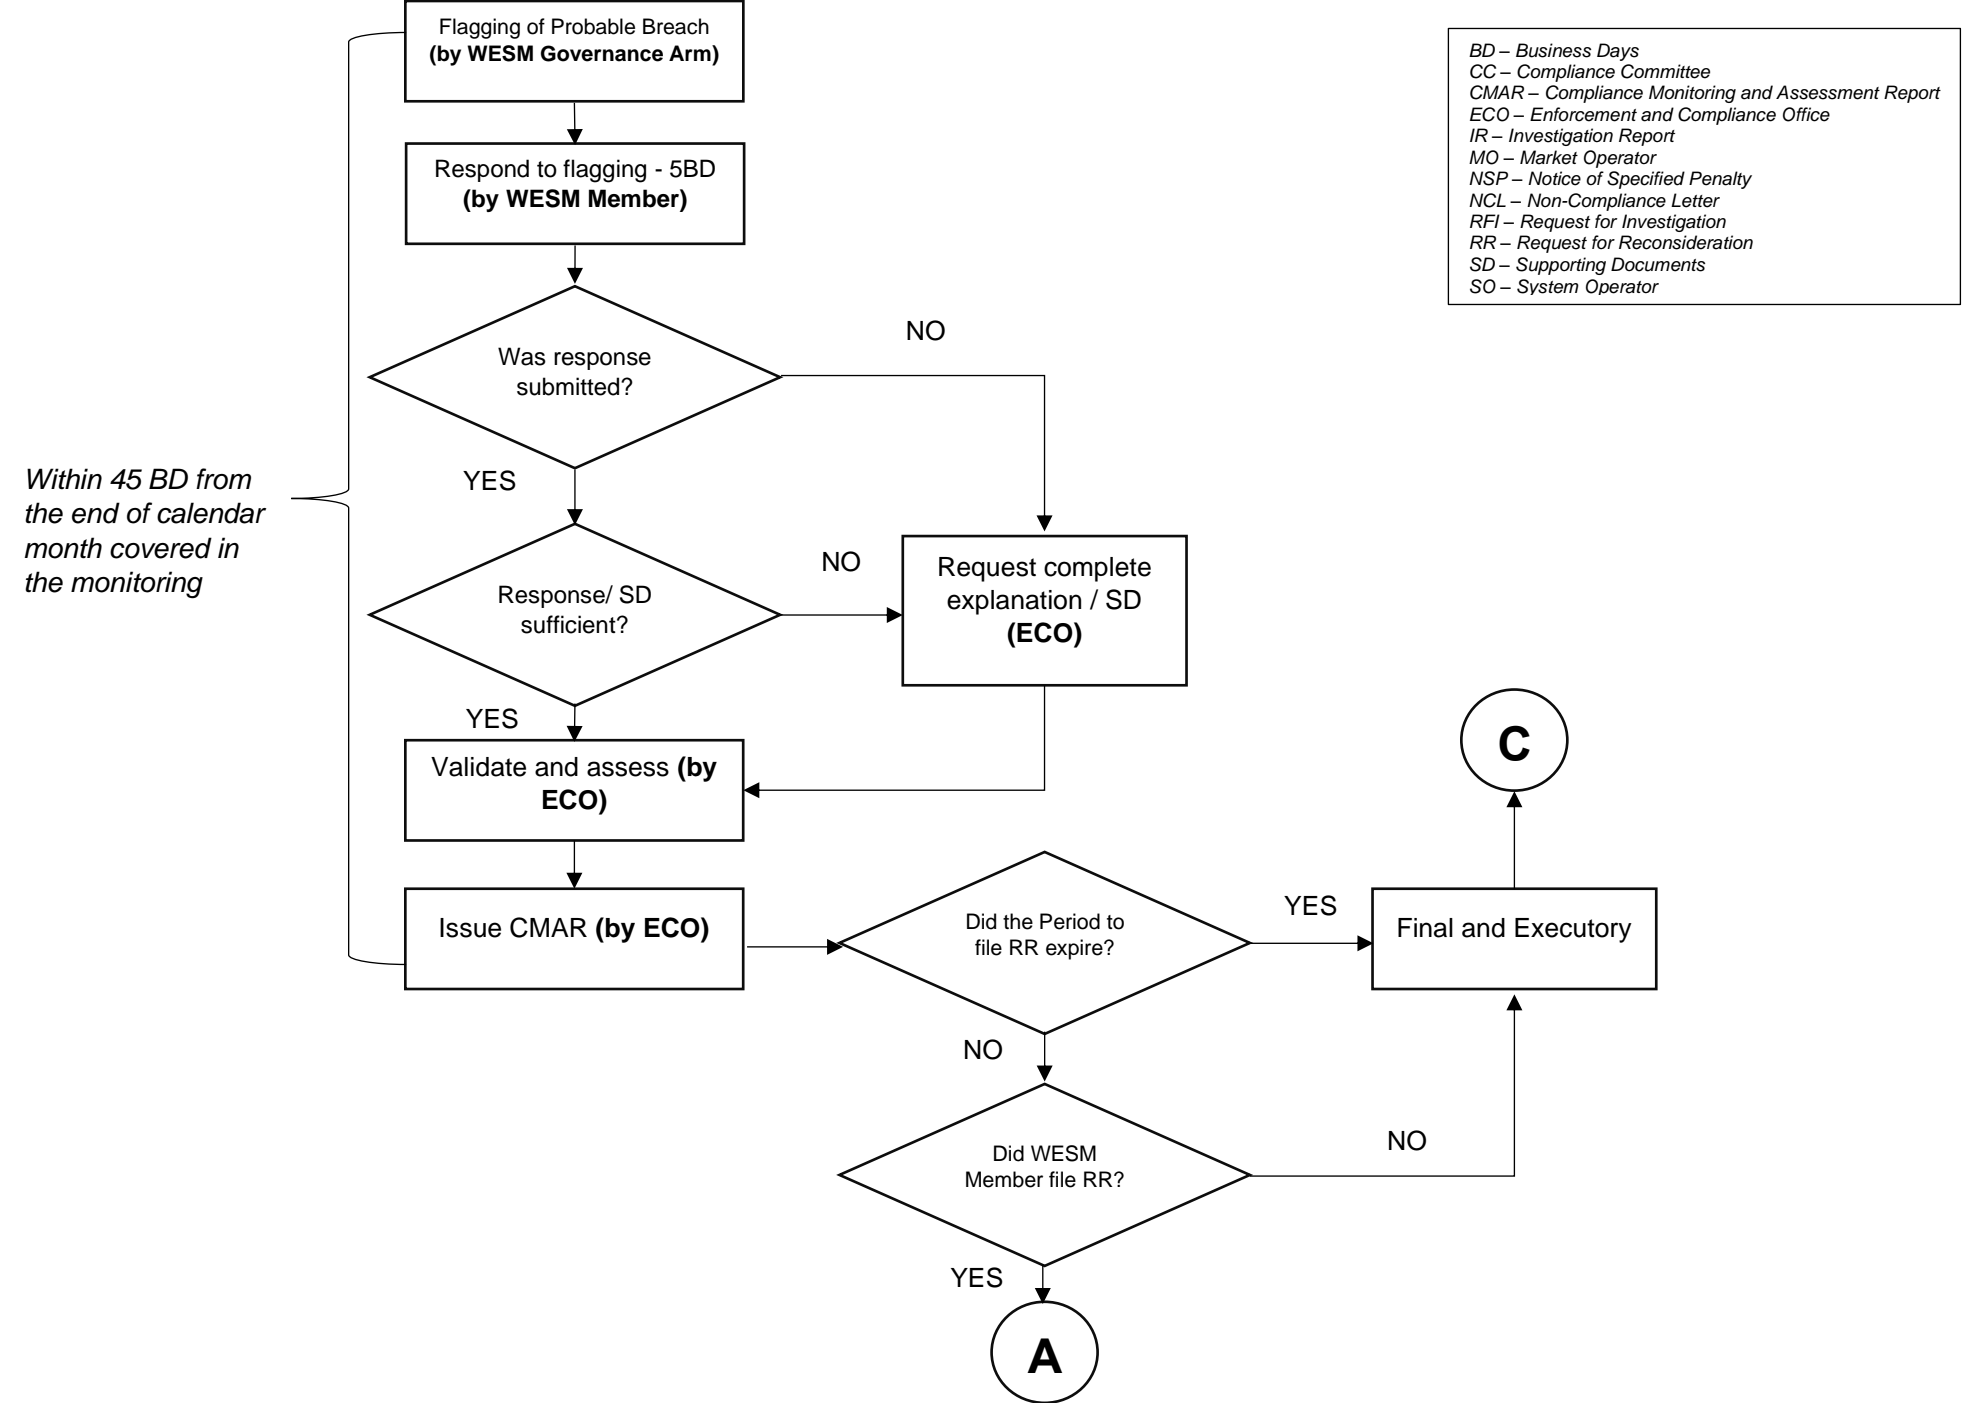 Flagging of Probable Breach
(by WESM Governance Arm)
BD – Business Days
CC – Compliance Committee
CMAR – Compliance Monitoring and Assessment Report
ECO – Enforcement and Compliance Office
IR – Investigation Report
MO – Market Operator
NSP – Notice of Specified Penalty
NCL – Non-Compliance Letter
RFI – Request for Investigation
RR – Request for Reconsideration
SD – Supporting Documents
SO – System Operator
Respond to flagging - 5BD
(by WESM Member)
Was response
submitted?
NO
YES
Within 45 BD from
the end of calendar
month covered in
the monitoring
Response/ SD
sufficient?
NO
Request complete
explanation / SD
(ECO)
YES
Validate and assess (by
ECO)
C
Issue CMAR (by ECO)
Did the Period to
file RR expire?
YES
Final and Executory
NO
Did WESM
Member file RR?
NO
YES
A